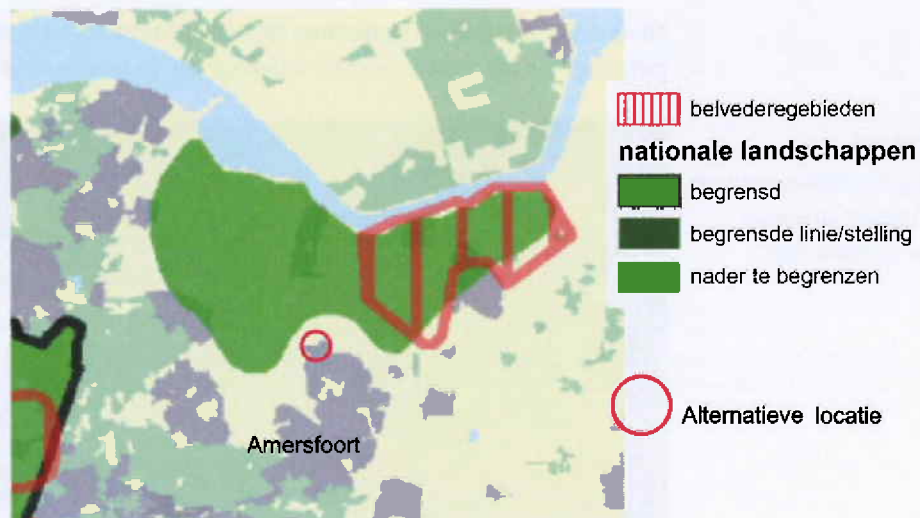 belvederegebieden
nationale landschappen
begrensd
begrensde linie/stelling
nader te begrenzen
Alternatieve locatie
Amersfoort